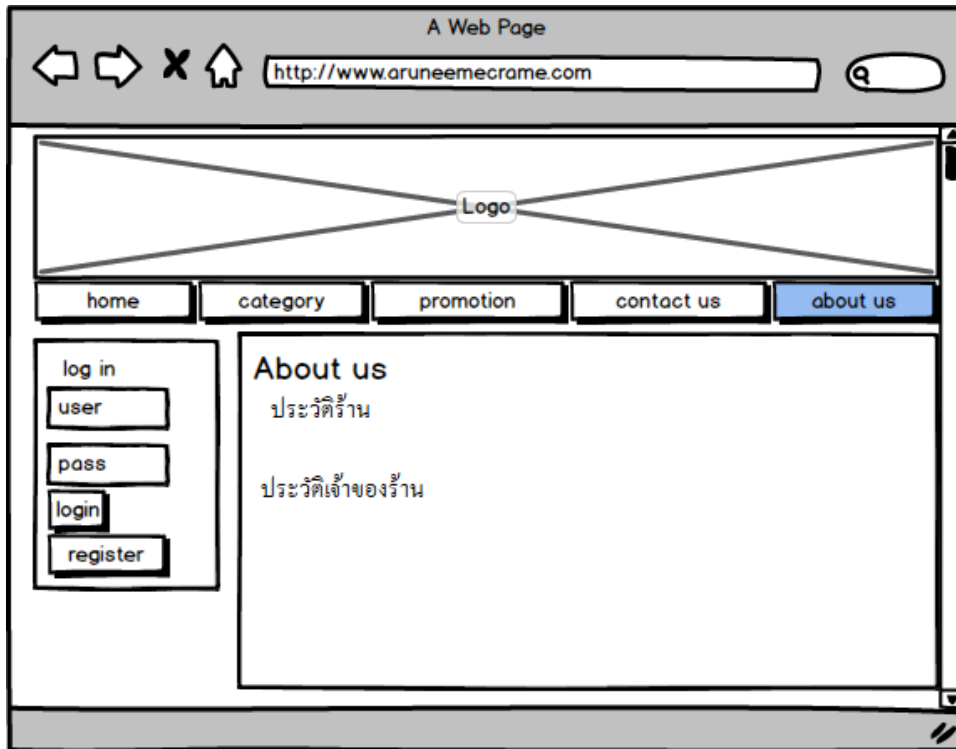 A Web Page
http://www.aruneemecrame.com
Logo
home category promotion contact us about us
log in
user
pass
login
register
About us
ประวัติร้าน
ประวัติเจ้าของร้าน